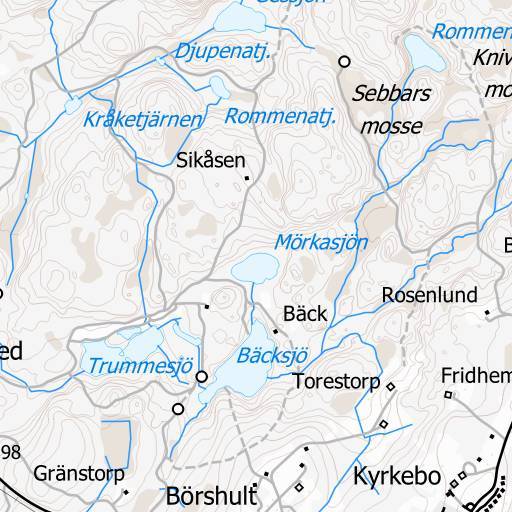 Gessjön
Djupenatj.
Rommen
Kniv
mo
Kråketjärnen
Rommenatj.
Sebbars
mosse
Sikåsen
Mörkasjön
B
Rosenlund
Bäck
ed
Trummesjö
Bäcksjö
Torestorp
Fridhem
98
Gränstorp
Börshult
Kyrkebo